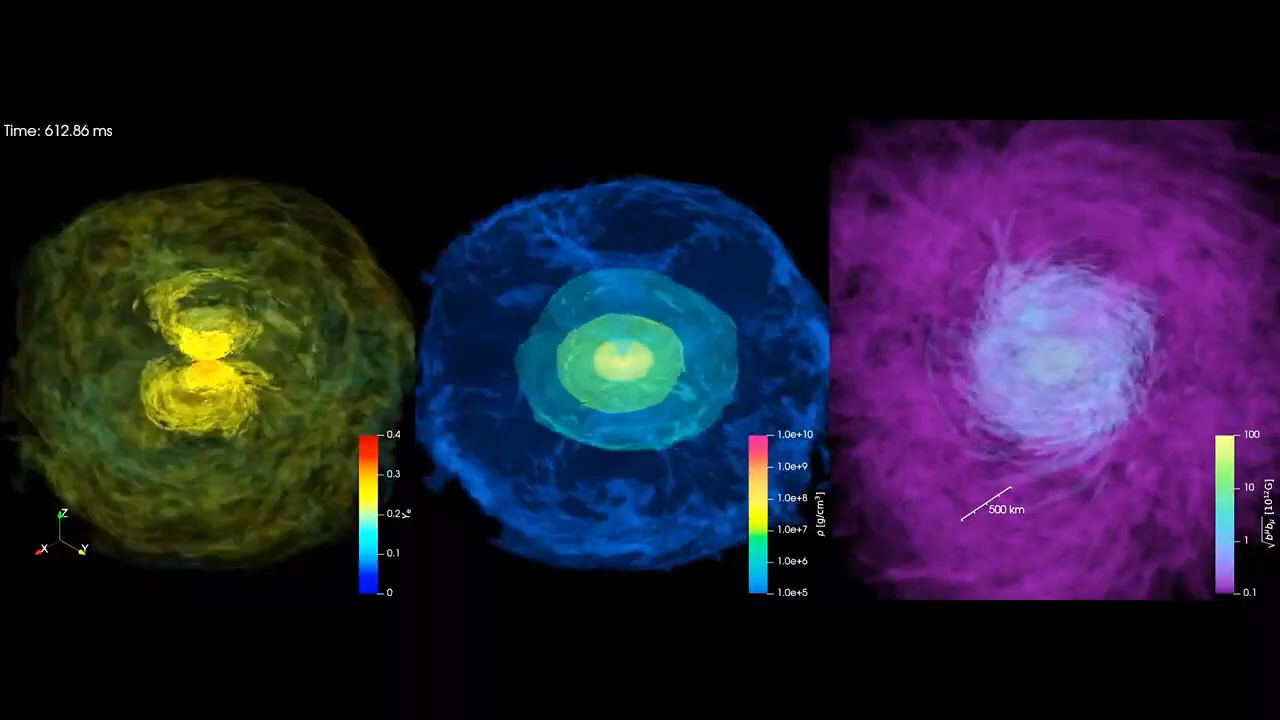 Time: 612.86 ms
0.4
0.3
0.2
0.1
0
Yₑ
Z
X
Y
1.0e+10
1.0e+9
1.0e+8
1.0e+7
1.0e+6
1.0e+5
ρ [g/cm³]
500 km
100
10
1
0.1
√b^μb_μ [10¹²G]